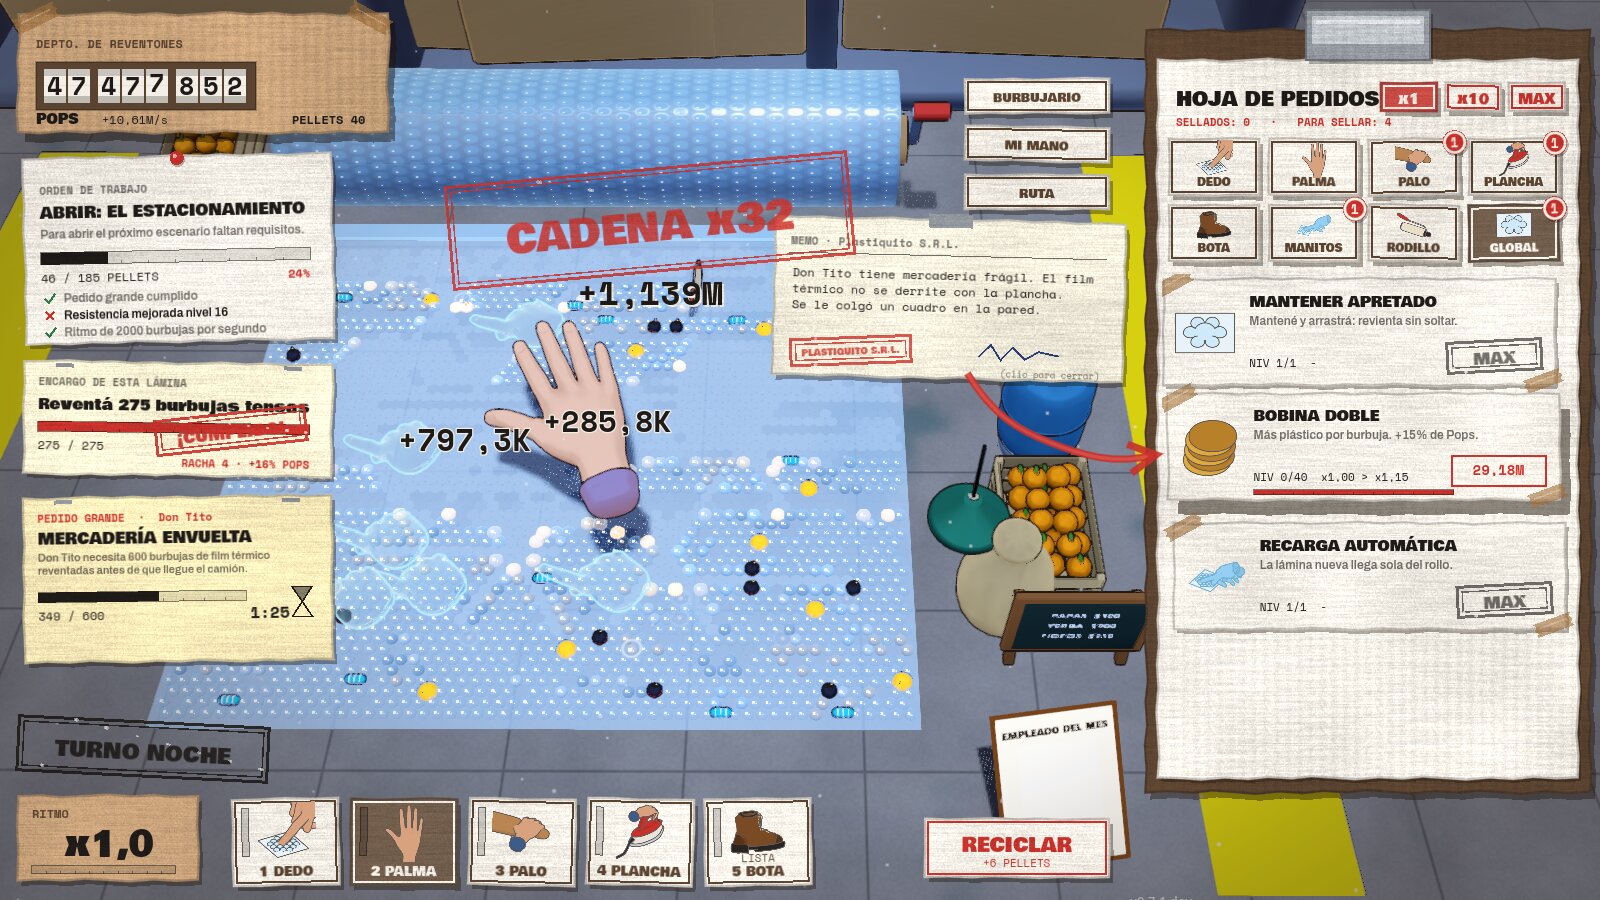 DEPTO. DE REVENTONES
47 477 852
POPS +10,61M/s PELLETS 40
ORDEN DE TRABAJO
ABRIR: EL ESTACIONAMIENTO
Para abrir el próximo escenario faltan requisitos.
46 / 185 PELLETS 24%
Pedido grande cumplido
Resistencia mejorada nivel 16
Ritmo de 2000 burbujas por segundo
ENCARGO DE ESTA LÁMINA
Reventá 275 burbujas tensas
275 / 275
RACHA 4 · +16% POPS
PEDIDO GRANDE · Don Tito
MERCADERÍA ENVUELTA
Don Tito necesita 600 burbujas de film térmico
reventadas antes de que llegue el camión.
349 / 600
1:25
TURNO NOCHE
RITMO
x1,0
1 DEDO
2 PALMA
3 PALO
4 PLANCHA
LISTA
5 BOTA
CADENA x32
+1,139M
+285,8K
+797,3K
BURBUJARIO
MI MANO
RUTA
MEMO · Plastiquito S.R.L.
Don Tito tiene mercadería frágil. El film
térmico no se derrite con la plancha.
Se le colgó un cuadro en la pared.
PLASTIQUITO S.R.L.
(clic para cerrar)
EMPLEADO DEL MES
RECICLAR
+6 PELLETS
HOJA DE PEDIDOS x1 x10 MAX
SELLADOS: 0 · PARA SELLAR: 4
DEDO
PALMA
PALO 1
PLANCHA 1
BOTA
MANITOS 1
RODILLO
GLOBAL 1
MANTENER APRETADO
Mantené y arrastrá: revienta sin soltar.
NIV 1/1 -
MAX
BOBINA DOBLE
Más plástico por burbuja. +15% de Pops.
NIV 0/40 x1.00 > x1,15
29.18M
RECARGA AUTOMÁTICA
La lámina nueva llega sola del rollo.
NIV 1/1 -
MAX